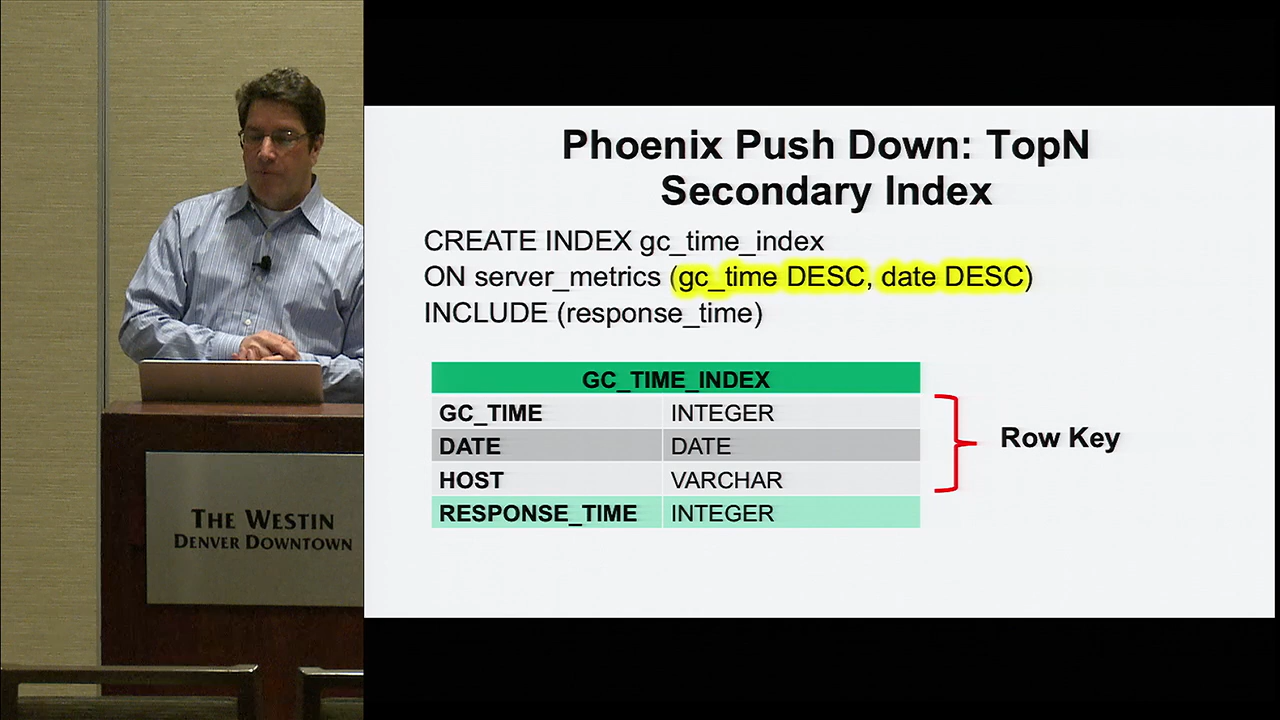 Phoenix Push Down: TopN
Secondary Index
CREATE INDEX gc_time_index
ON server_metrics (gc_time DESC, date DESC)
INCLUDE (response_time)
GC_TIME_INDEX
GC_TIME INTEGER
DATE DATE
HOST VARCHAR
RESPONSE_TIME INTEGER
Row Key
THE WESTIN
DENVER DOWNTOWN